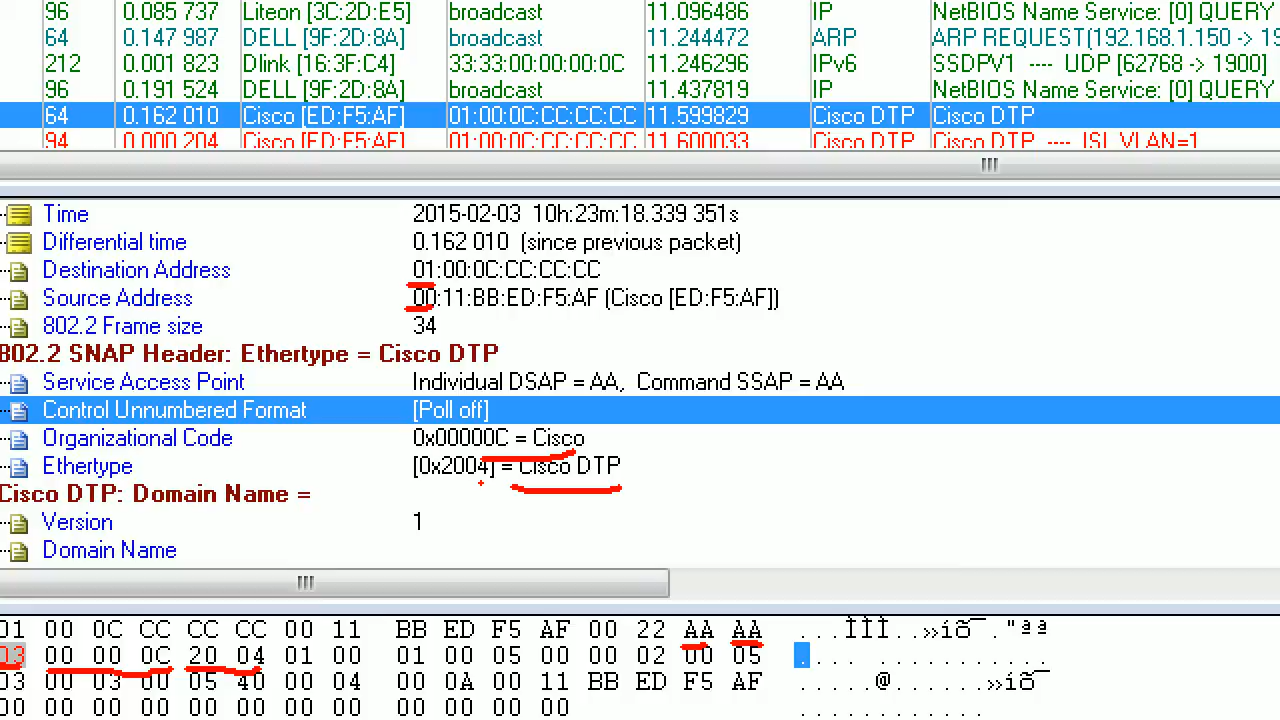 96 0.085 737 Liteon [3C:2D:E5] broadcast 11.096486 IP NetBIOS Name Service: [0] QUERY
64 0.147 987 DELL [9F:2D:8A] broadcast 11.244472 ARP ARP REQUEST(192.168.1.150 -> 19
212 0.001 823 Dlink [16:3F:C4] 33:33:00:00:00:0C 11.246296 IPv6 SSDPV1 ---- UDP [62768 -> 1900]
96 0.191 524 DELL [9F:2D:8A] broadcast 11.437819 IP NetBIOS Name Service: [0] QUERY
64 0.162 010 Cisco [ED:F5:AF] 01:00:0C:CC:CC:CC 11.599829 Cisco DTP Cisco DTP
94 0.000 204 Cisco [ED:F5:AF] 01:00:0C:CC:CC:CC 11.600033 Cisco DTP Cisco DTP ---- ISL VLAN=1
Time 2015-02-03 10h:23m:18.339 351s
Differential time 0.162 010 (since previous packet)
Destination Address 01:00:0C:CC:CC:CC
Source Address 00:11:BB:ED:F5:AF (Cisco [ED:F5:AF])
802.2 Frame size 34
802.2 SNAP Header: Ethertype = Cisco DTP
Service Access Point Individual DSAP = AA, Command SSAP = AA
Control Unnumbered Format [Poll off]
Organizational Code 0x00000C = Cisco
Ethertype [0x2004] = Cisco DTP
Cisco DTP: Domain Name =
Version 1
Domain Name
01 00 0C CC CC CC 00 11 BB ED F5 AF 00 22 AA AA ...ÌÌÌ..»íõ¯."ªª
03 00 00 0C 20 04 01 00 01 00 05 00 00 02 00 05 .... ...........
03 00 03 00 05 40 00 04 00 0A 00 11 BB ED F5 AF .....@......»íõ¯
00 00 00 00 00 00 00 00 00 00 00 00 ............